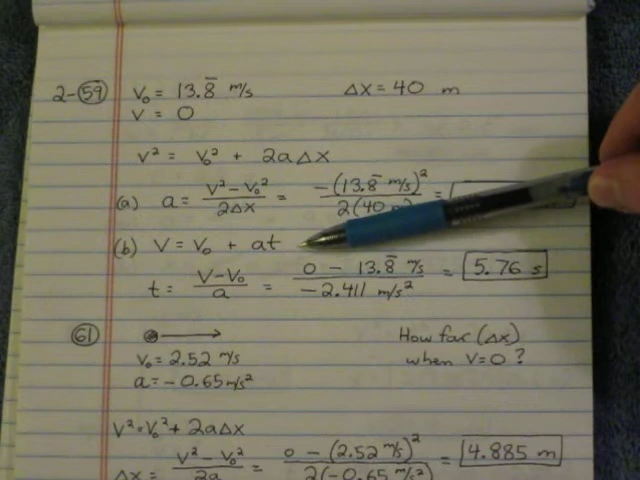 2-59 V₀ = 13.8̄ m/s Δx = 40 m
V = 0
V² = V₀² + 2aΔx
(a) a = (V² - V₀²)/(2Δx) = -(13.8̄ m/s)²/2(40 m) =
(b) V = V₀ + at
t = (V - V₀)/a = (0 - 13.8̄ m/s)/(-2.411 m/s²) = 5.76 s
61 How far (Δx)
V₀ = 2.52 m/s when V=0?
a = -0.65 m/s²
V² = V₀² + 2aΔx
Δx = (V² - V₀²)/(2a) = (0 - (2.52 m/s)²)/(2(-0.65 m/s²)) = 4.885 m